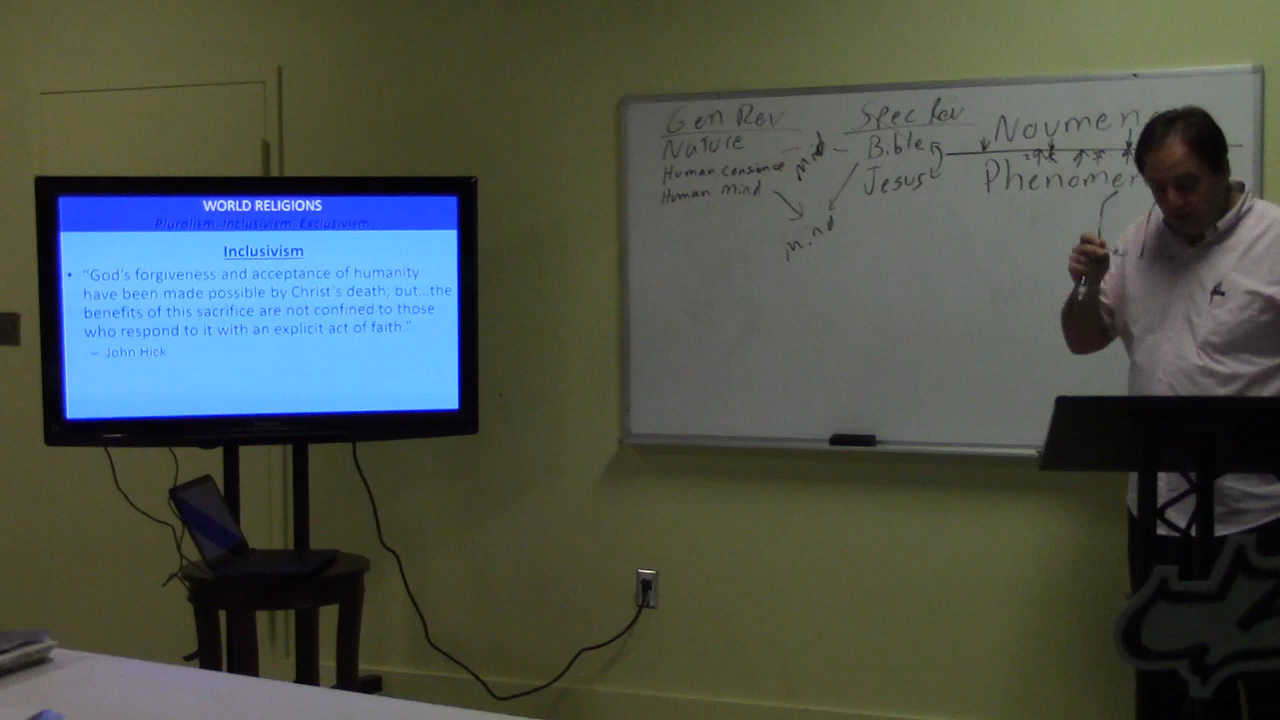 WORLD RELIGIONS
Pluralism, Inclusivism, Exclusivism
Inclusivism
• “God’s forgiveness and acceptance of humanity
have been made possible by Christ’s death, but…the
benefits of this sacrifice are not confined to those
who respond to it with an explicit act of faith.”
– John Hick
Gen Rev
Nature
Human Consience
Human Mind
Mind
Mind
Spec Rev
Bible
Jesus
Noumen
Phenomen